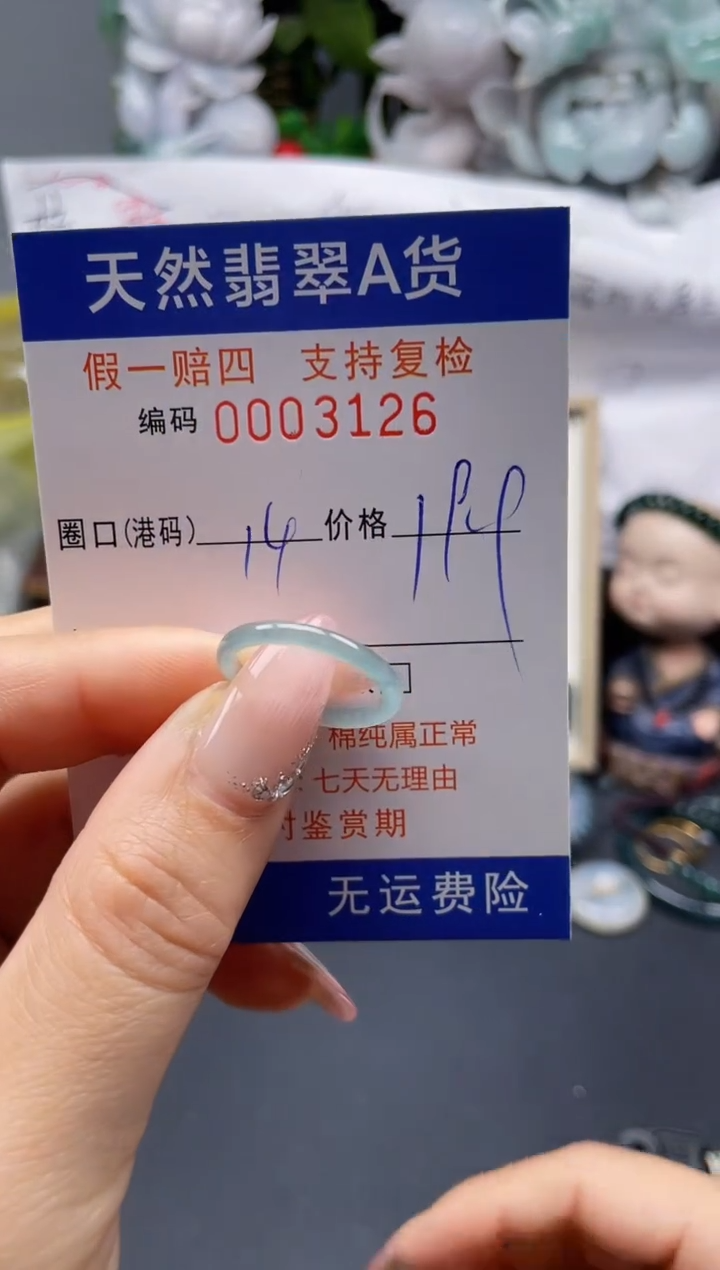 天然翡翠A货
假一赔四 支持复检
编码 0003126
圈口(港码) 14 价格
棉纯属正常
七天无理由
时鉴赏期
无运费险